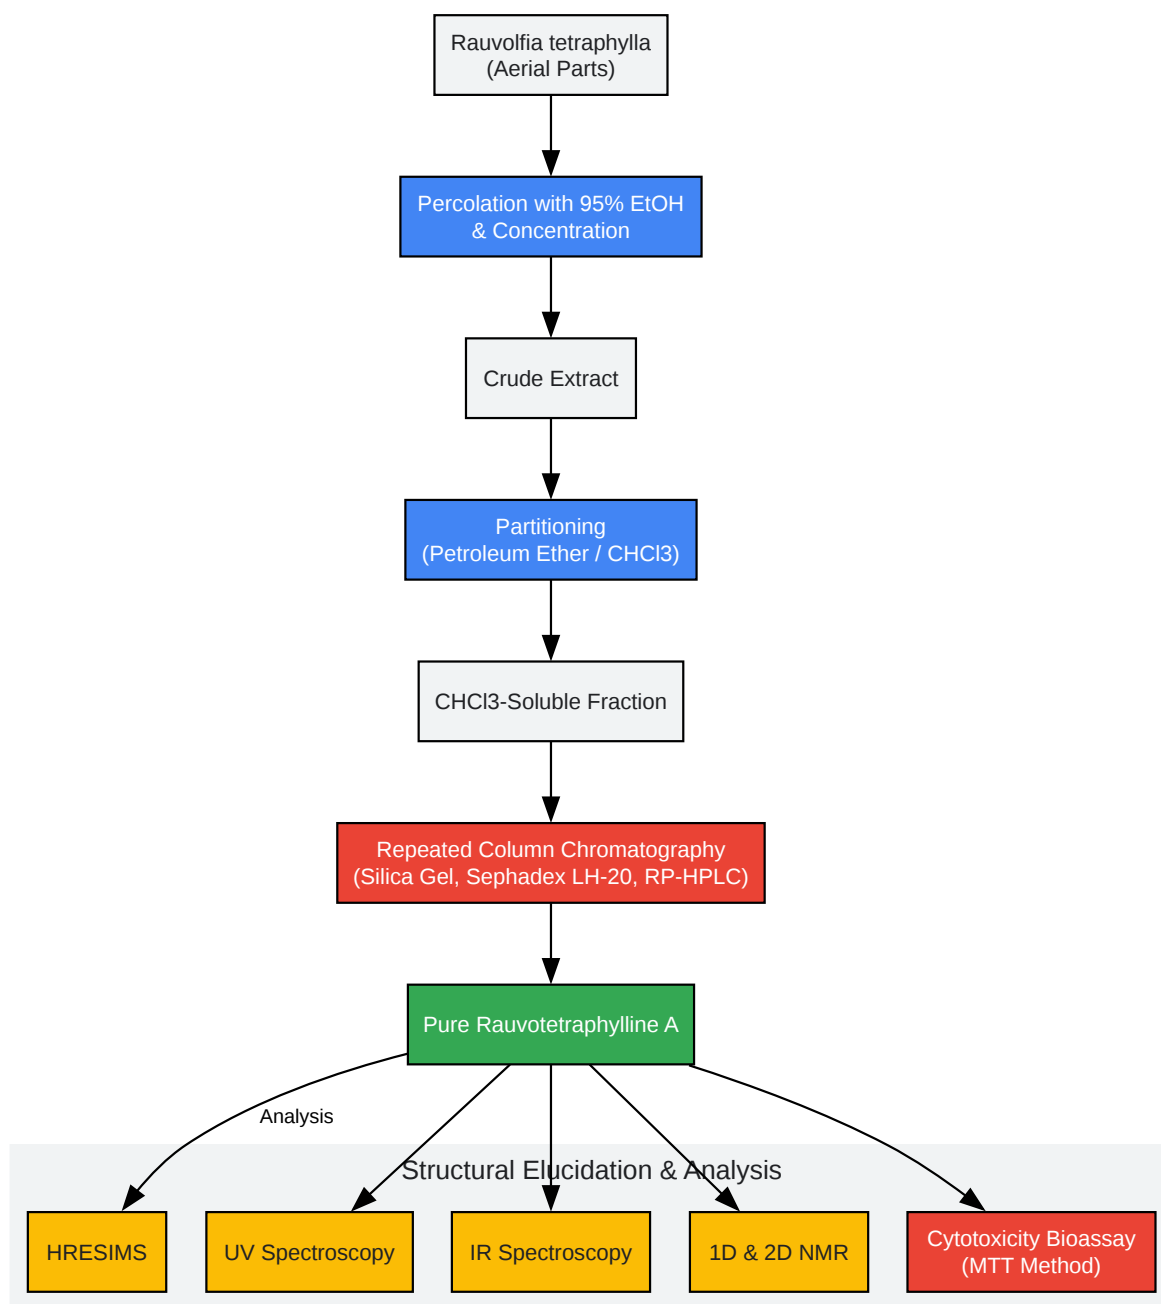 Rauvolfia tetraphylla
(Aerial Parts)
Percolation with 95% EtOH
& Concentration
Crude Extract
Partitioning
(Petroleum Ether / CHCl3)
CHCl3-Soluble Fraction
Repeated Column Chromatography
(Silica Gel, Sephadex LH-20, RP-HPLC)
Pure Rauvotetraphylline A
Analysis
Structural Elucidation & Analysis
HRESIMS
UV Spectroscopy
IR Spectroscopy
1D & 2D NMR
Cytotoxicity Bioassay
(MTT Method)